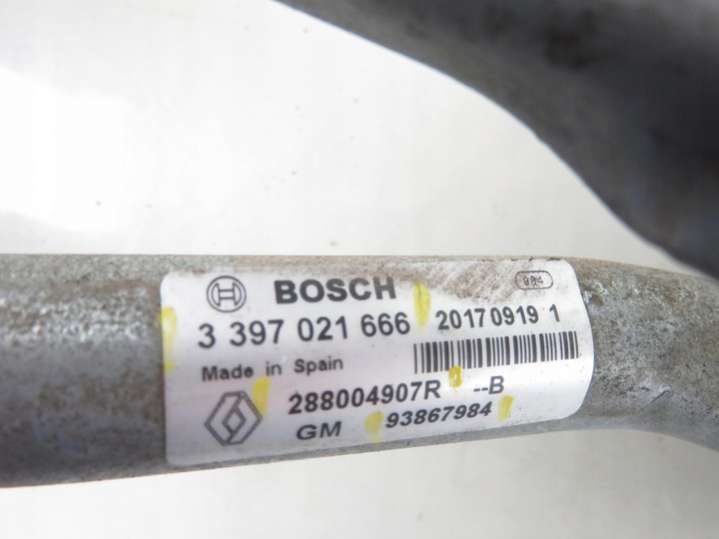 BOSCH
3 397 021 666 20170919 1
Made in Spain
288004907R --B
GM 93867984